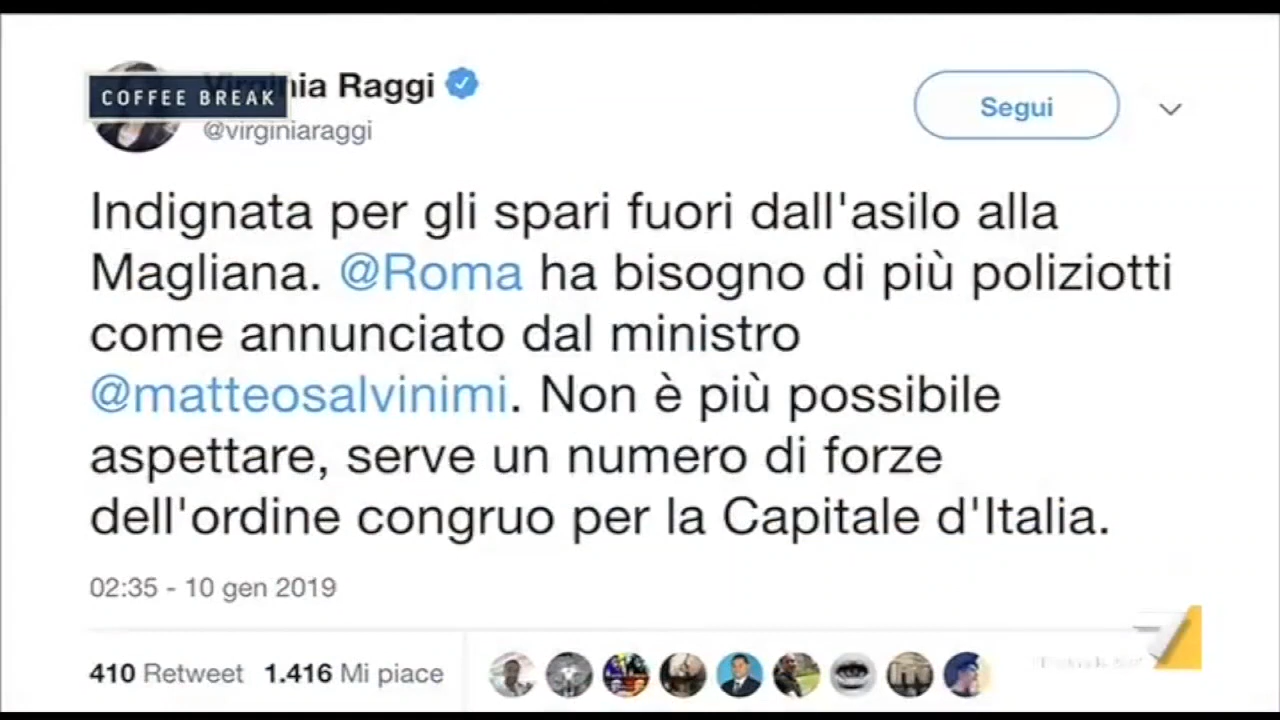 COFFEE BREAK
Virginia Raggi
@virginiaraggi
Segui
Indignata per gli spari fuori dall'asilo alla
Magliana. @Roma ha bisogno di più poliziotti
come annunciato dal ministro
@matteosalvinimi. Non è più possibile
aspettare, serve un numero di forze
dell'ordine congruo per la Capitale d'Italia.
02:35 - 10 gen 2019
410 Retweet 1.416 Mi piace